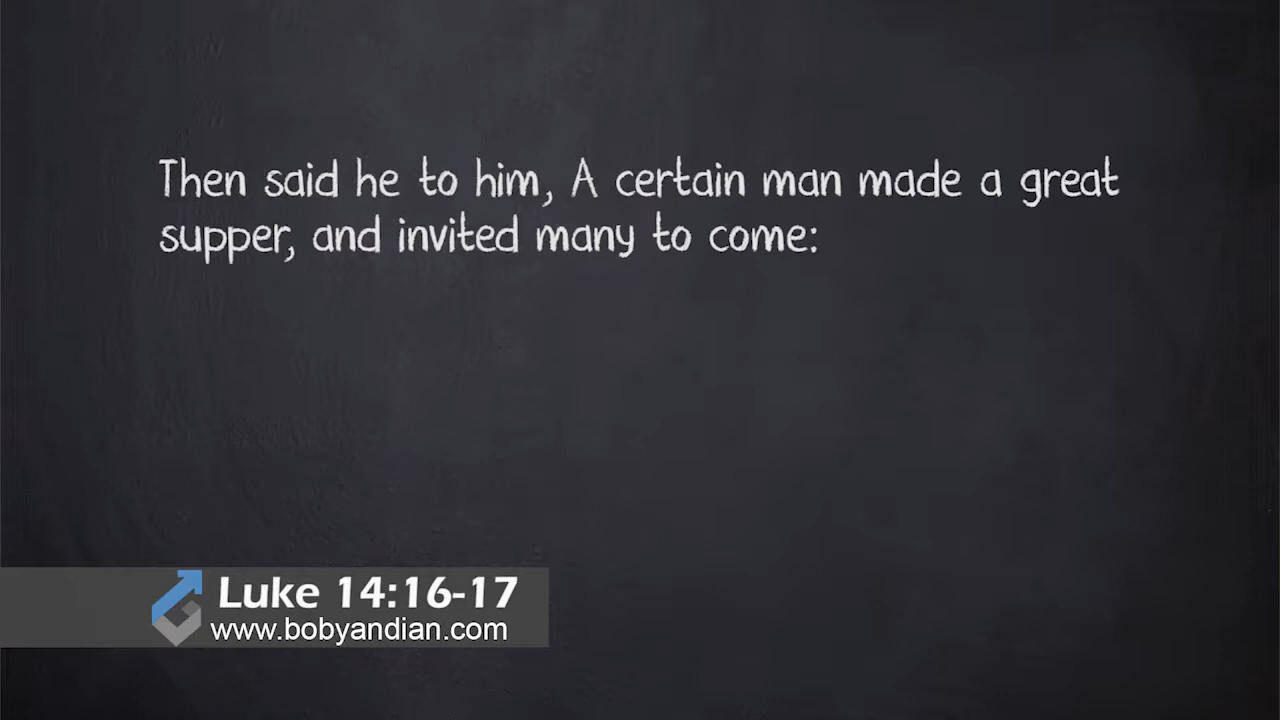 Then said he to him, A certain man made a great
supper, and invited many to come:
Luke 14:16-17
www.bobyandian.com